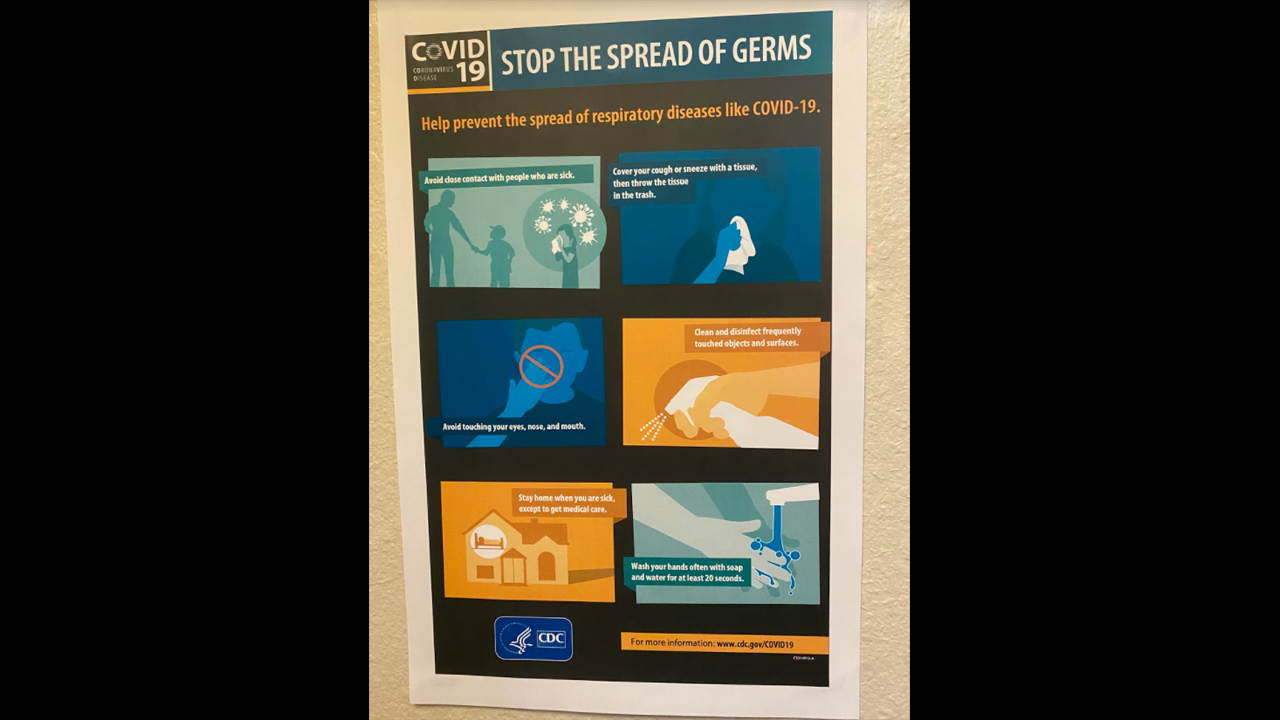 COVID
CORONAVIRUS
DISEASE
19
STOP THE SPREAD OF GERMS
Help prevent the spread of respiratory diseases like COVID-19.
Avoid close contact with people who are sick.
Cover your cough or sneeze with a tissue,
then throw the tissue
in the trash.
Avoid touching your eyes, nose, and mouth.
Clean and disinfect frequently
touched objects and surfaces.
Stay home when you are sick,
except to get medical care.
Wash your hands often with soap
and water for at least 20 seconds.
CDC
For more information: www.cdc.gov/COVID19